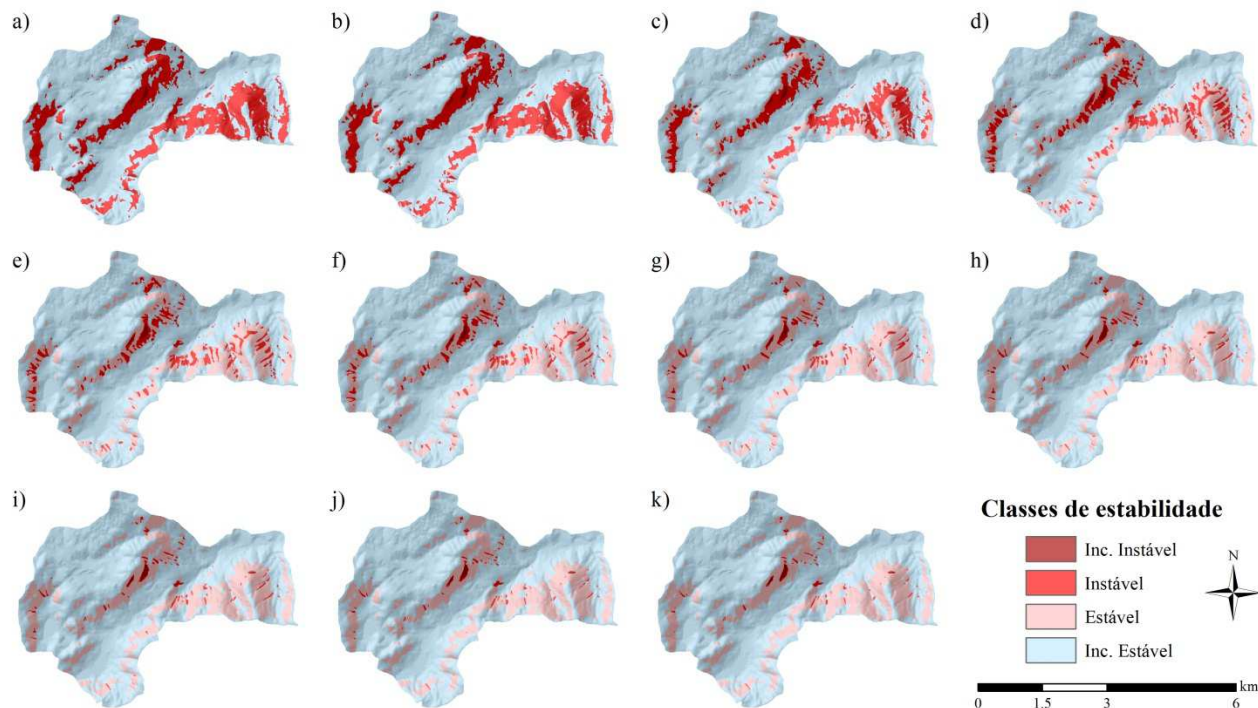 a)
b)
c)
d)
e)
f)
g)
h)
i)
j)
k)
Classes de estabilidade
Inc. Instável
Instável
Estável
Inc. Estável
N
km
0 1.5 3 6